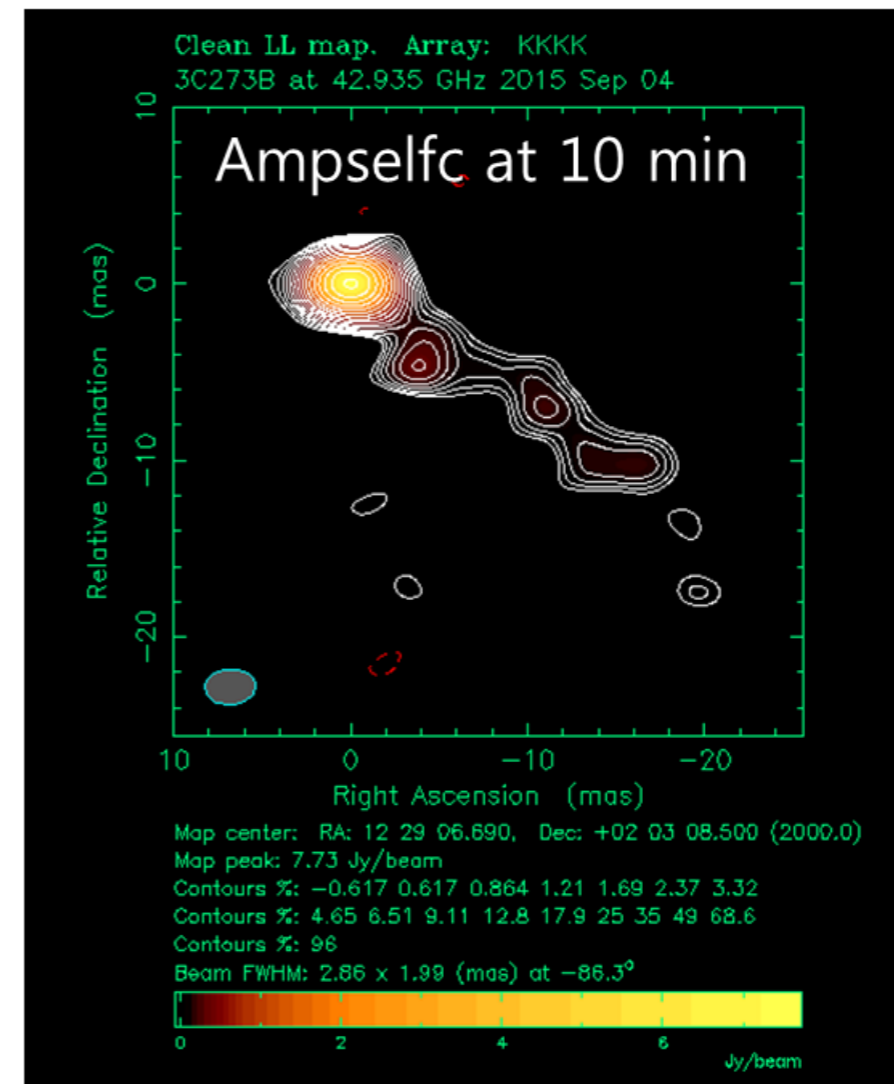 Clean LL map.  Array:  KKKK
3C273B at 42.935 GHz 2015 Sep 04
Ampselfc at 10 min
Relative Declination  (mas)
10
0
−10
−20
10 0 −10 −20
Right Ascension  (mas)
Map center:  RA: 12 29 06.690,  Dec: +02 03 08.500 (2000.0)
Map peak: 7.73 Jy/beam
Contours %: −0.617 0.617 0.864 1.21 1.69 2.37 3.32
Contours %: 4.65 6.51 9.11 12.8 17.9 25 35 49 68.6
Contours %: 96
Beam FWHM: 2.86 x 1.99 (mas) at −86.3°
0 2 4 6
Jy/beam